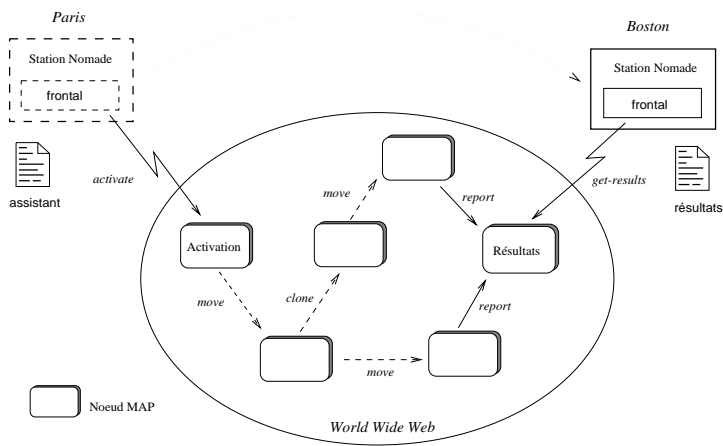 Paris
Boston
Station Nomade
frontal
Station Nomade
frontal
assistant
activate
move
report
get-results
résultats
Activation
Résultats
move
clone
report
move
Noeud MAP
World Wide Web